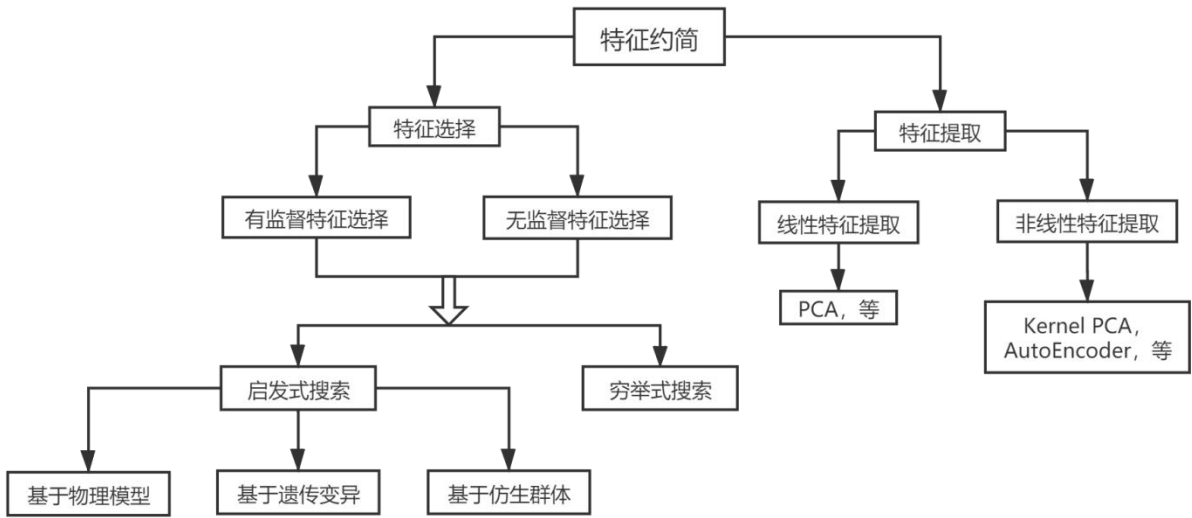 特征约简
特征选择
特征提取
有监督特征选择
无监督特征选择
线性特征提取
非线性特征提取
PCA，等
Kernel PCA，
AutoEncoder，等
启发式搜索
穷举式搜索
基于物理模型
基于遗传变异
基于仿生群体